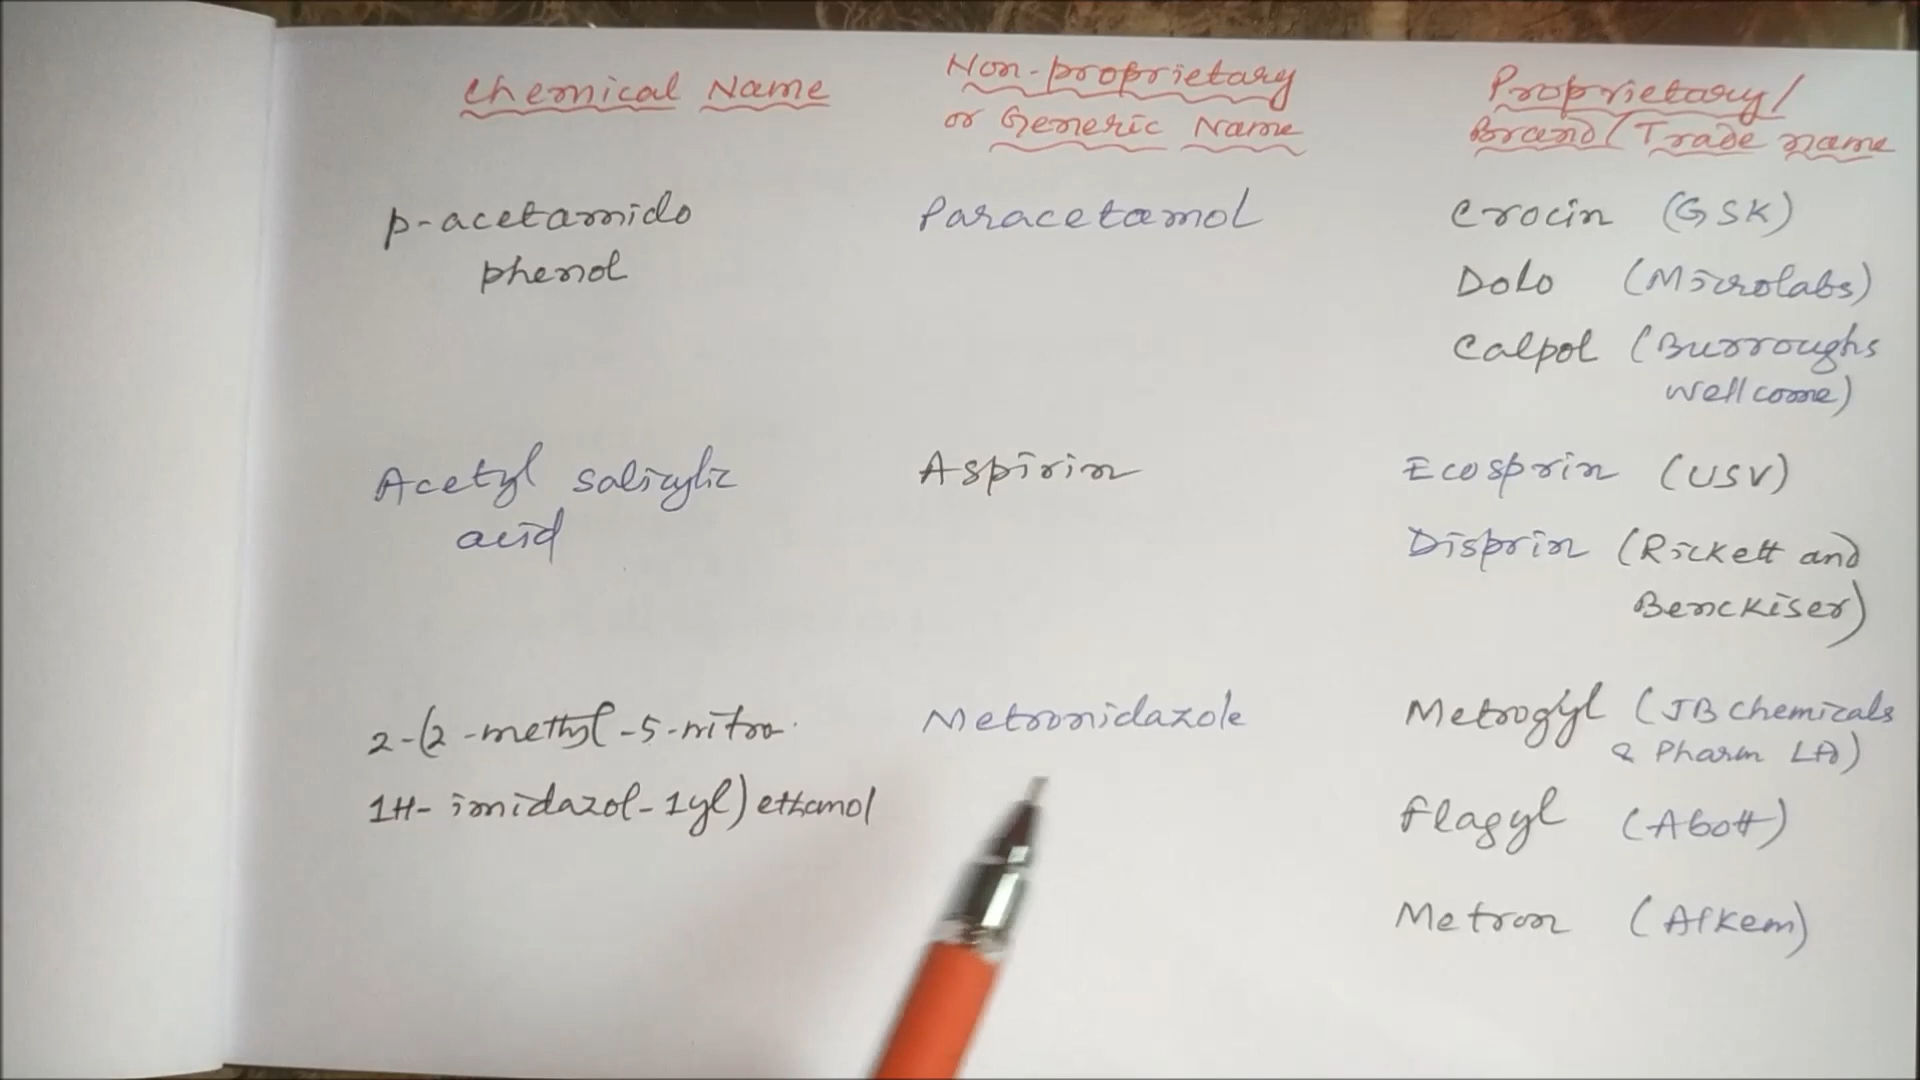 Chemical Name
Non-proprietary
or Generic Name
Proprietary/
Brand/Trade name
p-acetamido
phenol
Paracetamol
Crocin (GSK)
Dolo (Microlabs)
Calpol (Burroughs
wellcome)
Acetyl salicylic
acid
Aspirin
Ecosprin (USV)
Disprin (Rickett and
Benckiser)
2-(2-methyl-5-nitro
1H-imidazol-1yl) ethanol
Metronidazole
Metrogyl (JB Chemicals
& Pharm Ltd)
Flagyl (Abott)
Metron (Alkem)